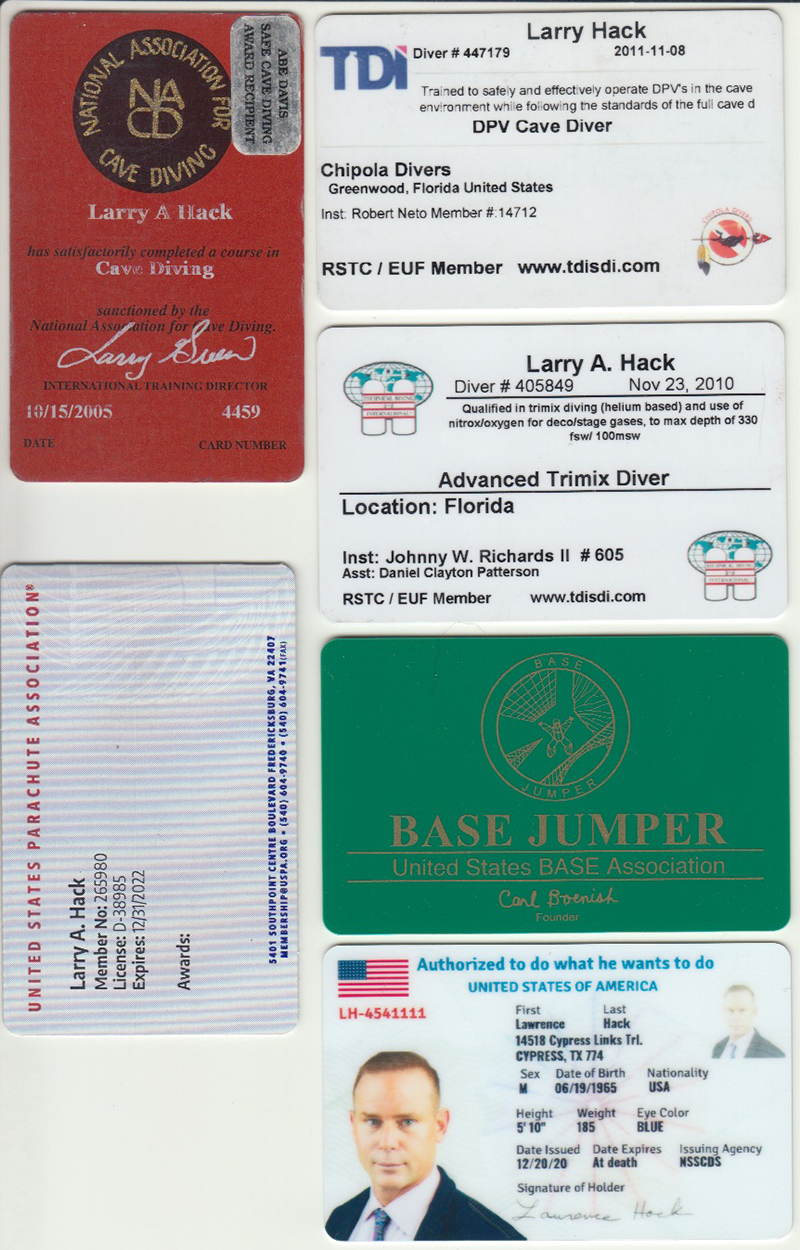 NATIONAL ASSOCIATION FOR
CAVE DIVING
NA
CD
ABE DAVIS
SAFE CAVE DIVING
AWARD RECIPIENT
Larry A Hack
has satisfactorily completed a course in
Cave Diving
sanctioned by the
National Association for Cave Diving.
Larry Green
INTERNATIONAL TRAINING DIRECTOR
10/15/2005 4459
DATE CARD NUMBER
TDI
Larry Hack
Diver # 447179 2011-11-08
Trained to safely and effectively operate DPV's in the cave
environment while following the standards of the full cave d
DPV Cave Diver
Chipola Divers
Greenwood, Florida United States
Inst: Robert Neto Member #:14712
CHIPOLA DIVERS
RSTC / EUF Member www.tdisdi.com
TECHNICAL DIVING
INTERNATIONAL
Larry A. Hack
Diver # 405849 Nov 23, 2010
Qualified in trimix diving (helium based) and use of
nitrox/oxygen for deco/stage gases, to max depth of 330
fsw/ 100msw
Advanced Trimix Diver
Location: Florida
Inst: Johnny W. Richards II # 605
Asst: Daniel Clayton Patterson
RSTC / EUF Member www.tdisdi.com
TECHNICAL DIVING
INTERNATIONAL
UNITED STATES PARACHUTE ASSOCIATION®
Larry A. Hack
Member No: 265980
License: D-38985
Expires: 12/31/2022
Awards:
5401 SOUTHPOINT CENTRE BOULEVARD FREDERICKSBURG, VA 22407
MEMBERSHIP@USPA.ORG • (540) 604-9740 • (540) 604-9741(FAX)
BASE
JUMPER
BASE JUMPER
United States BASE Association
Carl Boenish
Founder
Authorized to do what he wants to do
UNITED STATES OF AMERICA
LH-4541111
First Last
Lawrence Hack
14518 Cypress Links Trl.
CYPRESS, TX 774
Sex Date of Birth Nationality
M 06/19/1965 USA
Height Weight Eye Color
5'10" 185 BLUE
Date Issued Date Expires Issuing Agency
12/20/20 At death NSSCDS
Signature of Holder
Lawrence Hack